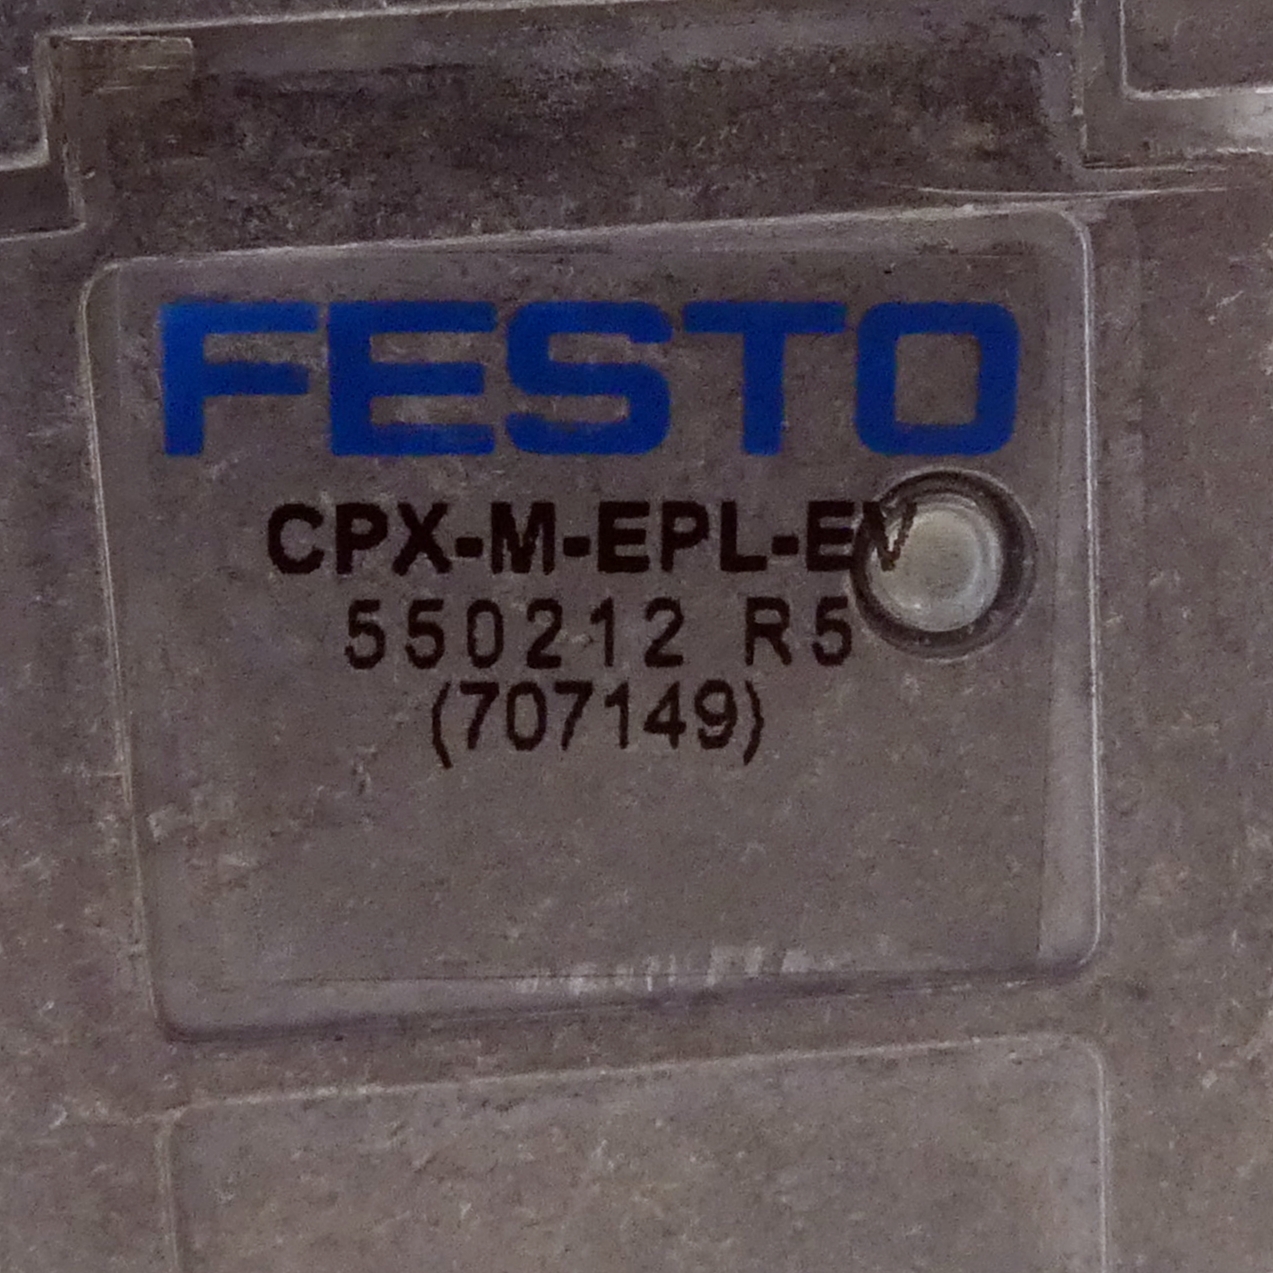 FESTO
CPX-M-EPL-EV
550212 R5
(707149)